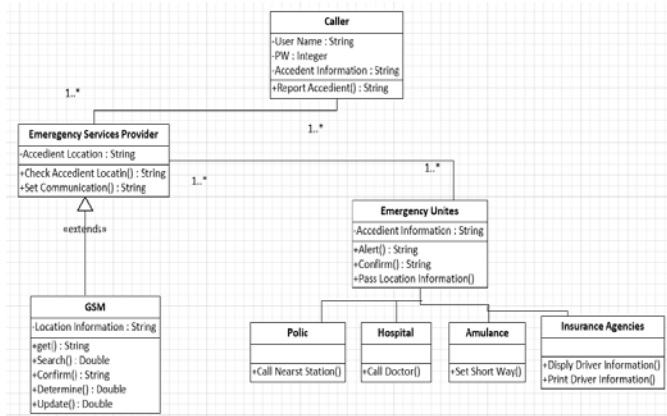 Caller
-User Name : String
-PW : Integer
-Accedent Information : String
+Report Accedient() : String
1..*
1..*
Emeregency Services Provider
-Accedient Location : String
+Check Accedient Locatin() : String
+Set Communication() : String
1..*
1..*
«extends»
Emergency Unites
-Accedient Information : String
+Alert() : String
+Confirm() : String
+Pass Location Information()
GSM
-Location Information : String
+get() : String
+Search() : Double
+Confirm() : String
+Determine() : Double
+Update() : Double
Polic
+Call Nearst Station()
Hospital
+Call Doctor()
Amulance
+Set Short Way()
Insurance Agencies
+Disply Driver Information()
+Print Driver Information()